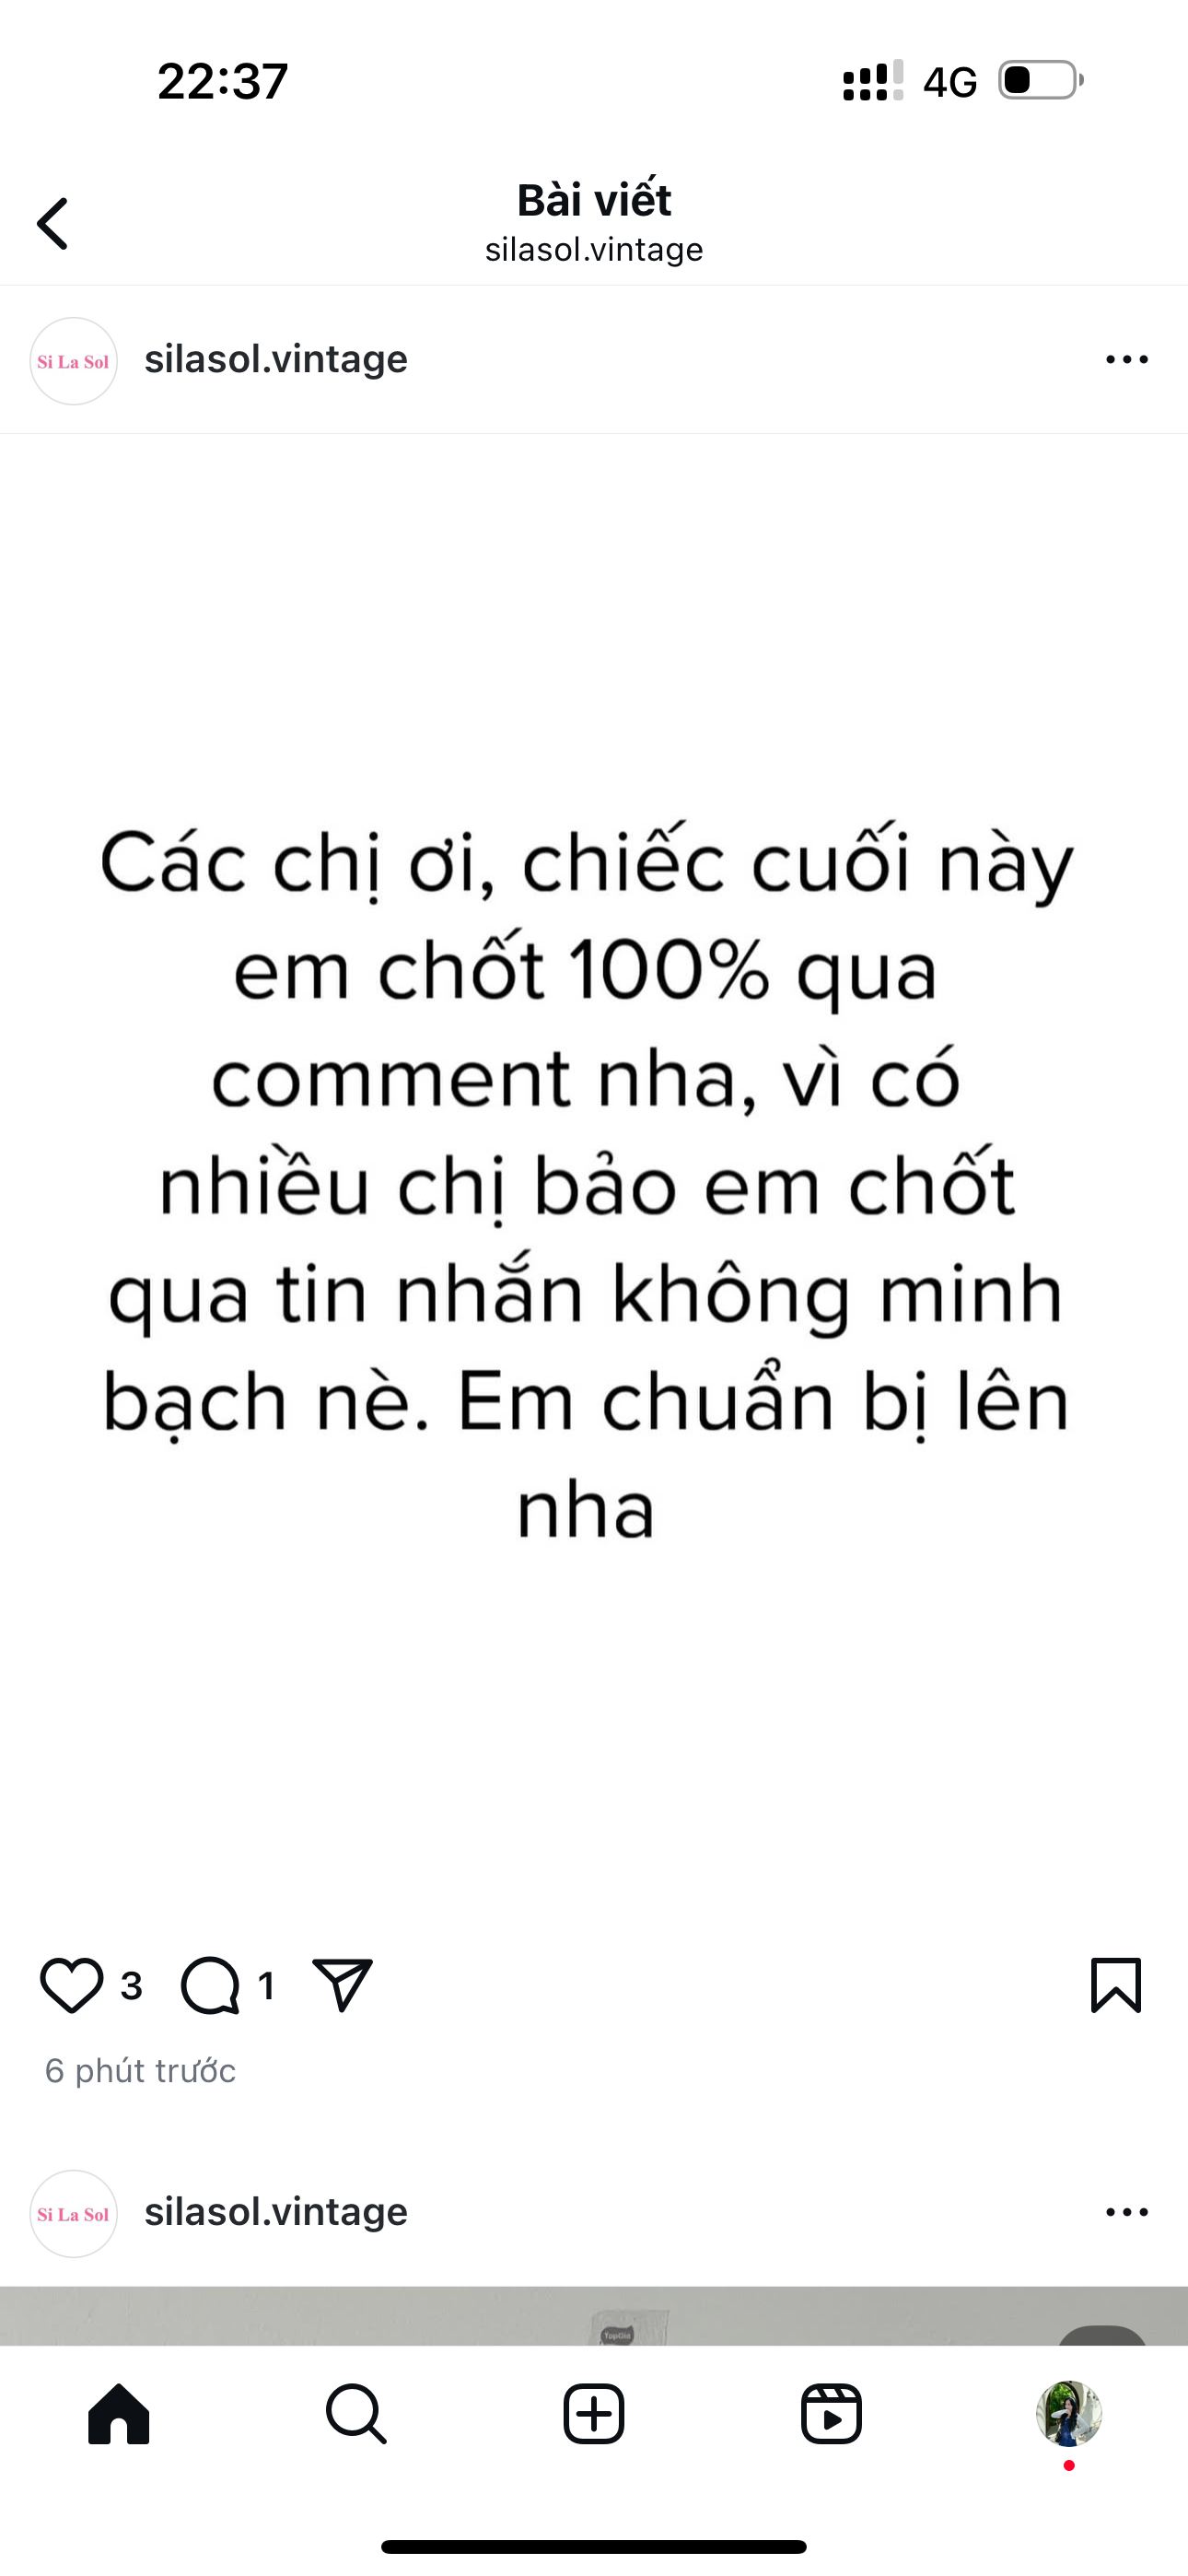 22:37
4G
Bài viết
silasol.vintage
Si La Sol
silasol.vintage
Các chị ơi, chiếc cuối này
em chốt 100% qua
comment nha, vì có
nhiều chị bảo em chốt
qua tin nhắn không minh
bạch nè. Em chuẩn bị lên
nha
3
1
6 phút trước
Si La Sol
silasol.vintage
TopGia